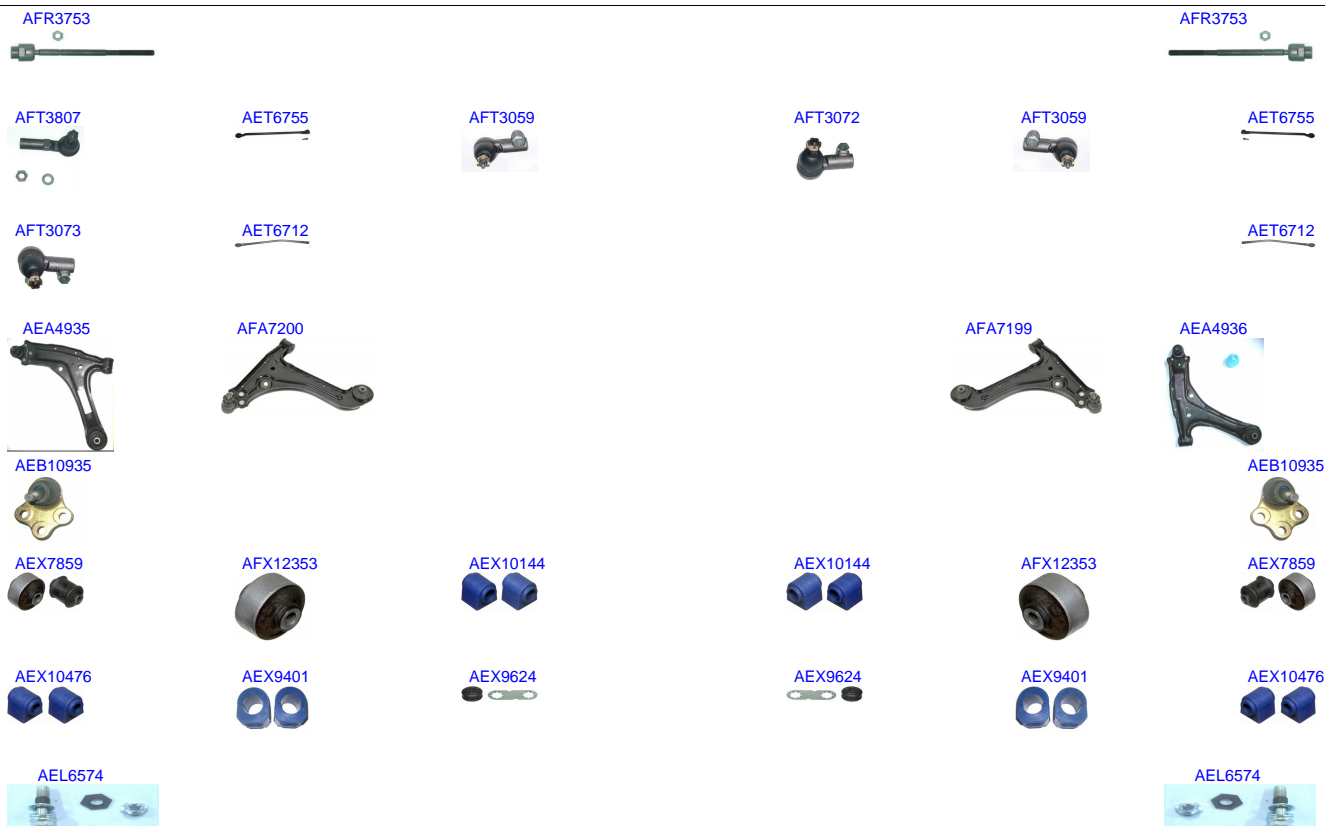 AFR3753 AFR3753
AFT3807 AET6755 AFT3059 AFT3072 AFT3059 AET6755
AFT3073 AET6712 AET6712
AEA4935 AFA7200 AFA7199 AEA4936
AEB10935 AEB10935
AEX7859 AFX12353 AEX10144 AEX10144 AFX12353 AEX7859
AEX10476 AEX9401 AEX9624 AEX9624 AEX9401 AEX10476
AEL6574 AEL6574